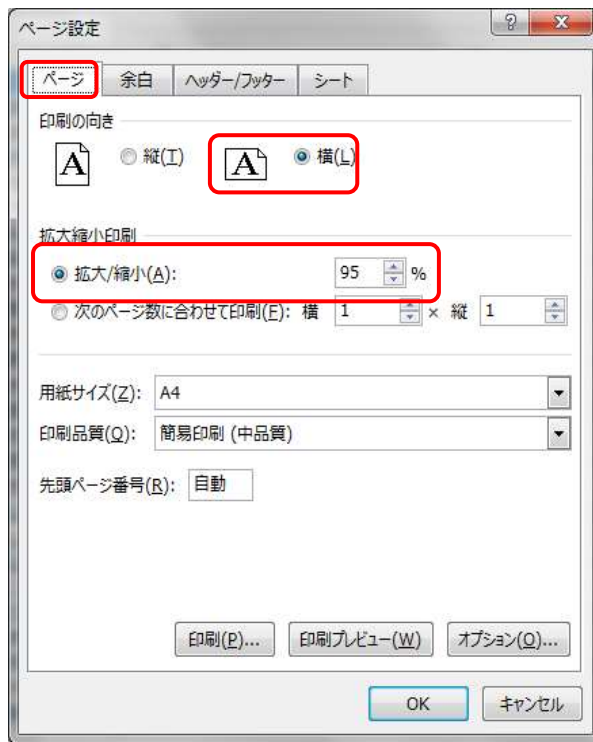 ページ設定
ページ 余白 ヘッダー/フッター シート
印刷の向き
A 縦(T) A 横(L)
拡大縮小印刷
拡大/縮小(A): 95 %
次のページ数に合わせて印刷(F): 横 1 × 縦 1
用紙サイズ(Z): A4
印刷品質(Q): 簡易印刷 (中品質)
先頭ページ番号(R): 自動
印刷(P)... 印刷プレビュー(W) オプション(O)...
OK キャンセル